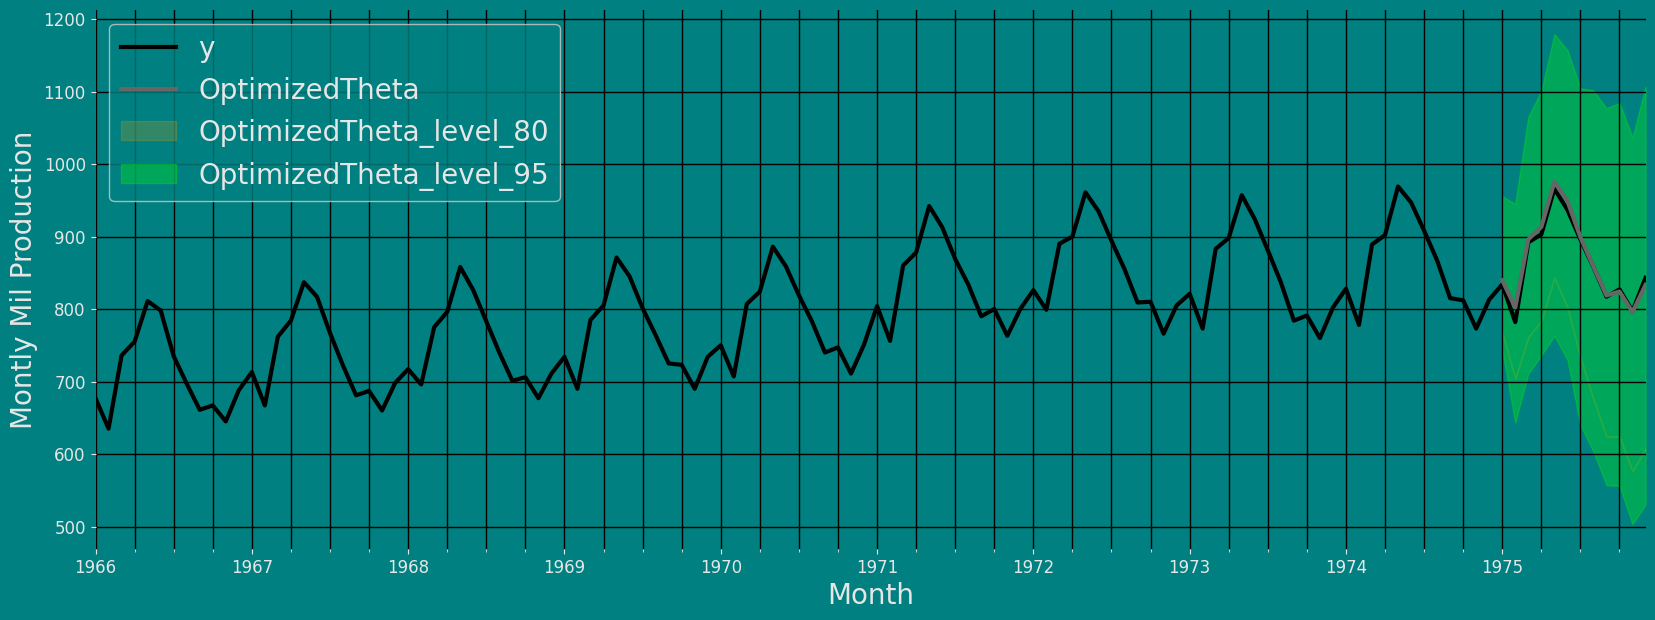 1200
1100
1000
900
800
700
600
500
Montly Mil Production
y
OptimizedTheta
OptimizedTheta_level_80
OptimizedTheta_level_95
1966 1967 1968 1969 1970 1971 1972 1973 1974 1975
Month